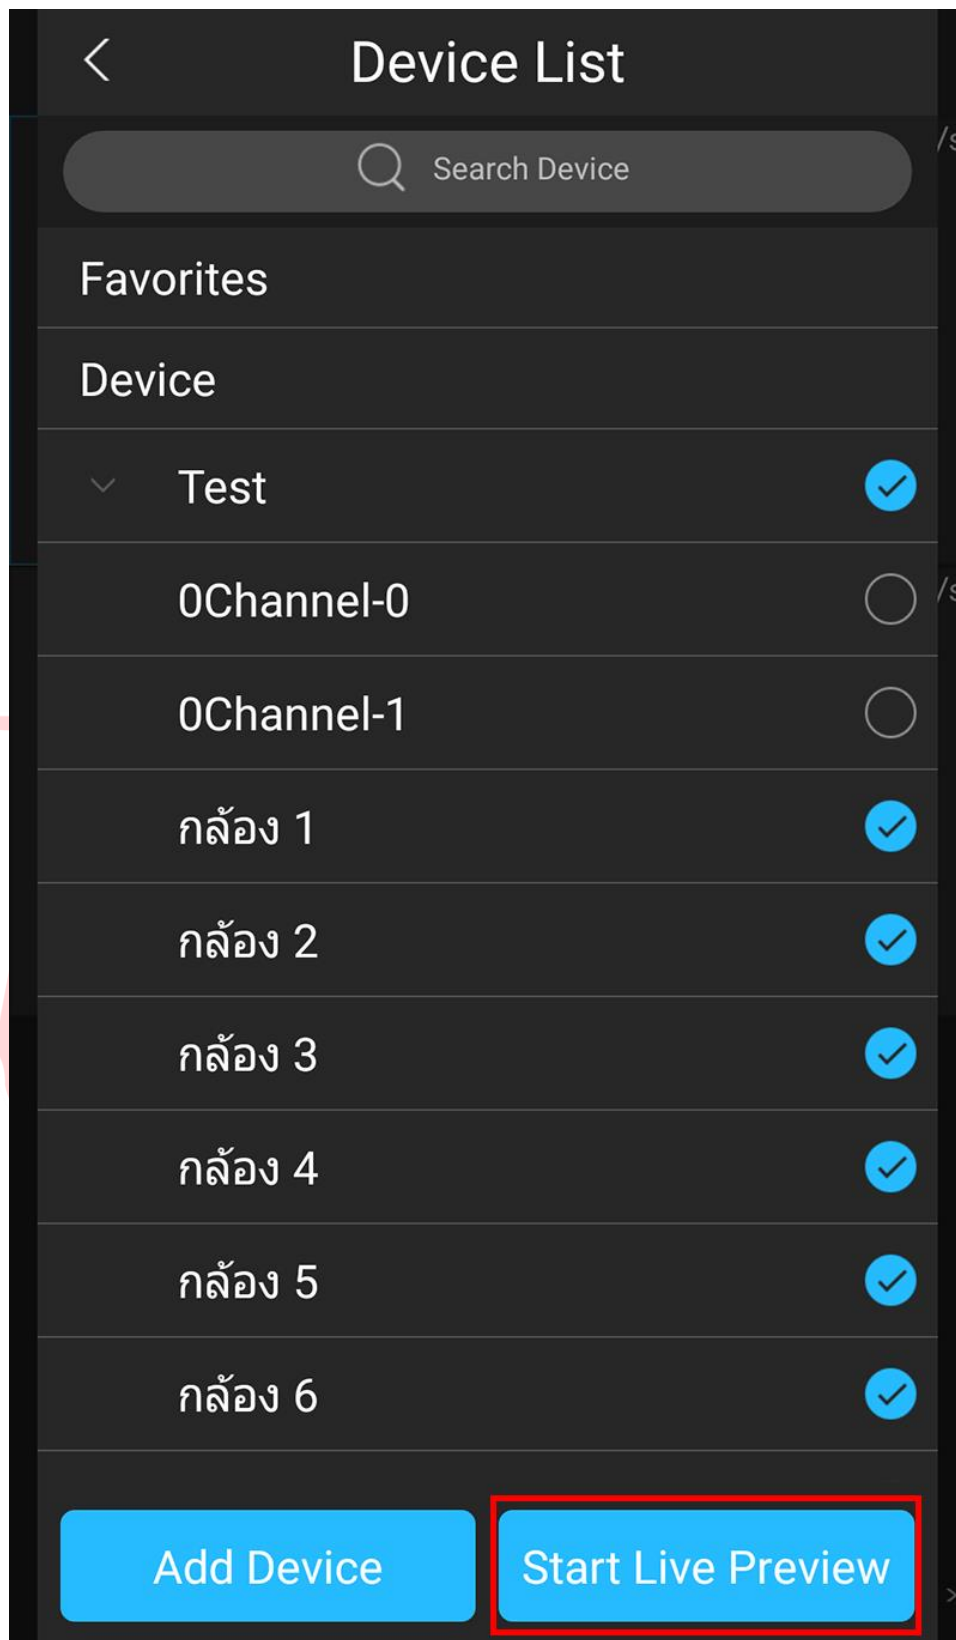 Device List
Search Device
Favorites
Device
Test
0Channel-0
0Channel-1
กล้อง 1
กล้อง 2
กล้อง 3
กล้อง 4
กล้อง 5
กล้อง 6
Add Device
Start Live Preview